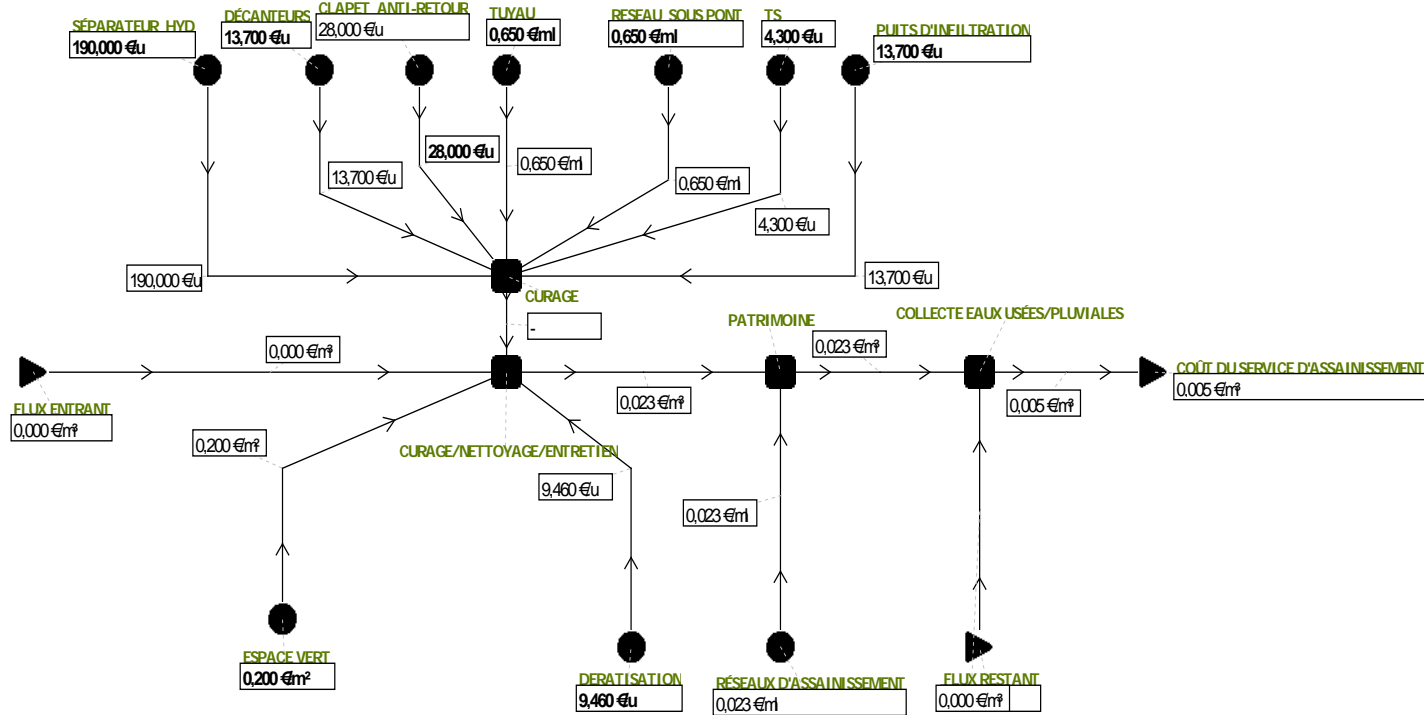 SÉPARATEUR HYD
190,000 €/u
DÉCANTEURS
13,700 €/u
CLAPET ANTI-RETOUR
28,000 €/u
TUYAU
0,650 €/ml
RESEAU SOUS PONT
0,650 €/ml
TS
4,300 €/u
PUITS D'INFILTRATION
13,700 €/u
28,000 €/u
0,650 €/ml
13,700 €/u
0,650 €/ml
4,300 €/u
190,000 €/u
13,700 €/u
CURAGE
-
PATRIMOINE
COLLECTE EAUX USÉES/PLUVIALES
0,000 €/m³
0,023 €/m³
FLUX ENTRANT
0,000 €/m³
0,023 €/m³
0,005 €/m³
COÛT DU SERVICE D'ASSAINISSEMENT
0,005 €/m³
0,200 €/m²
CURAGE/NETTOYAGE/ENTRETIEN
9,460 €/u
0,023 €/ml
ESPACE VERT
0,200 €/m²
DERATISATION
9,460 €/u
RÉSEAUX D'ASSAINISSEMENT
0,023 €/ml
FLUX RESTANT
0,000 €/m³